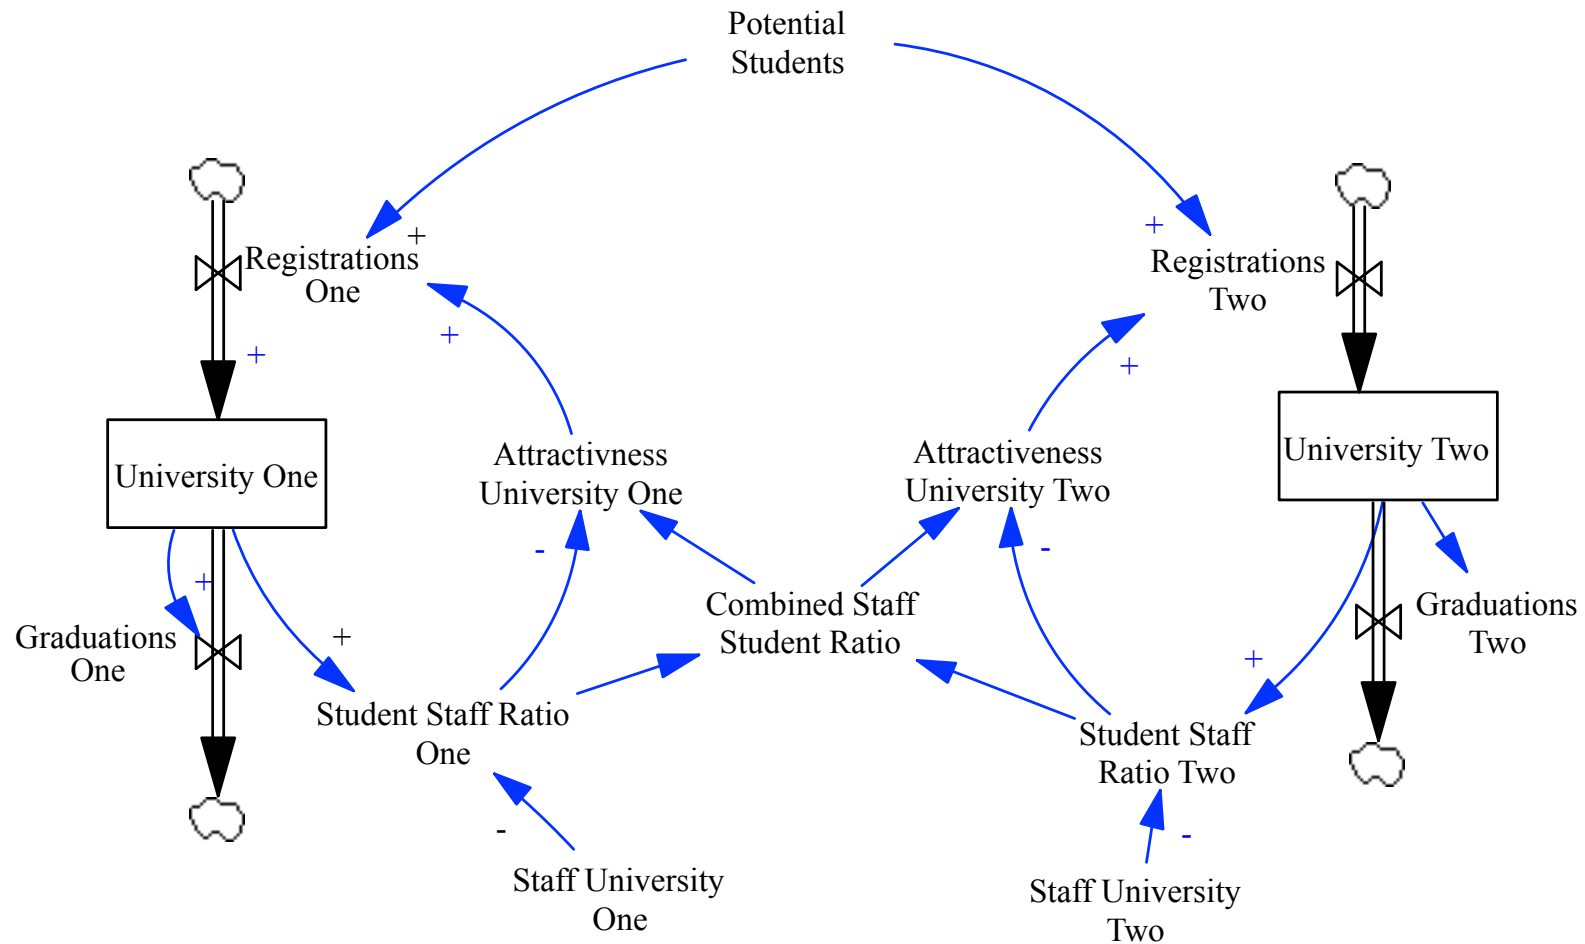 Potential
Students
+
Registrations
One
+
+
+
Registrations
Two
+
University One
Attractivness
University One
Attractiveness
University Two
University Two
-
-
+
Graduations
One
+
Combined Staff
Student Ratio
Graduations
Two
+
Student Staff Ratio
One
Student Staff
Ratio Two
-
-
Staff University
One
Staff University
Two